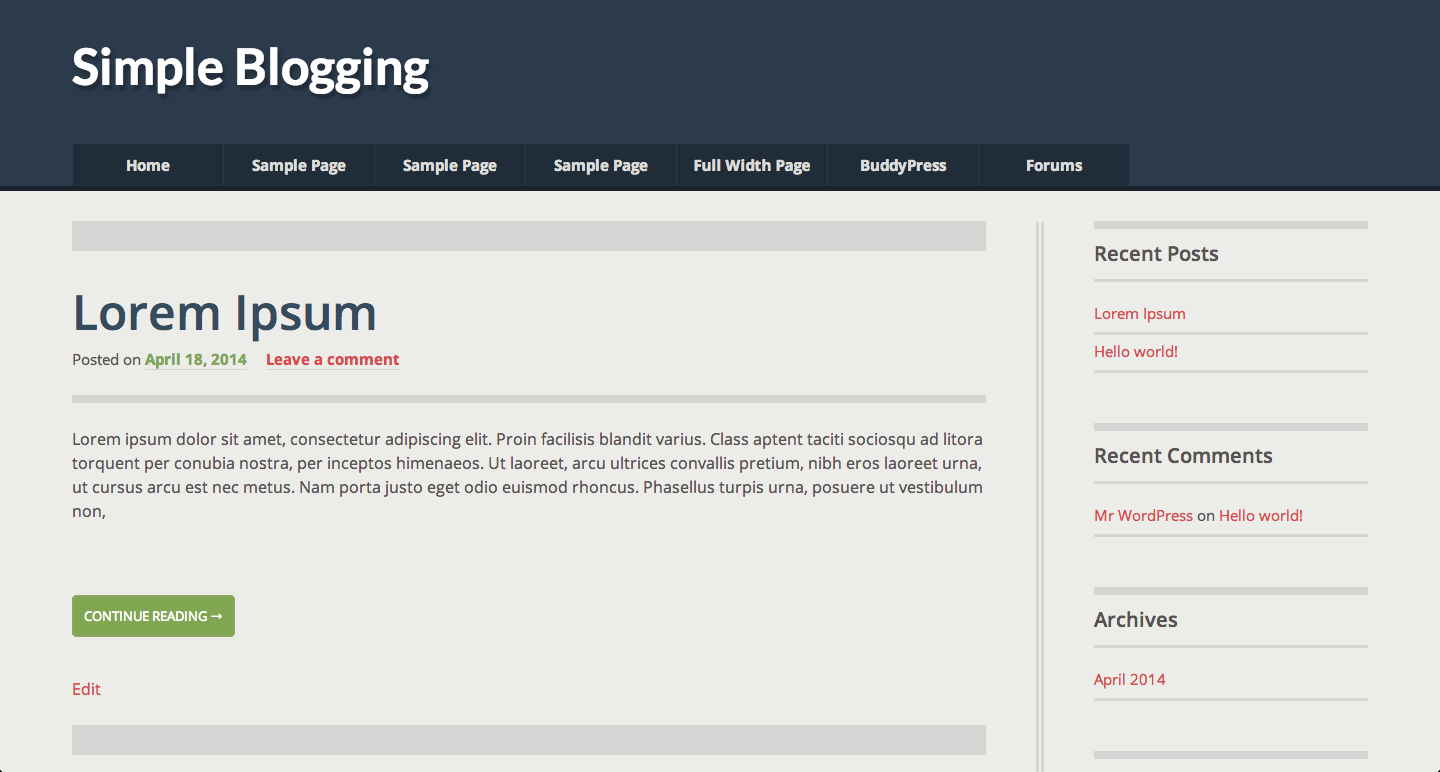 Simple Blogging
Home Sample Page Sample Page Sample Page Full Width Page BuddyPress Forums
Lorem Ipsum
Posted on April 18, 2014 Leave a comment
Lorem ipsum dolor sit amet, consectetur adipiscing elit. Proin facilisis blandit varius. Class aptent taciti sociosqu ad litora
torquent per conubia nostra, per inceptos himenaeos. Ut laoreet, arcu ultrices convallis pretium, nibh eros laoreet urna,
ut cursus arcu est nec metus. Nam porta justo eget odio euismod rhoncus. Phasellus turpis urna, posuere ut vestibulum
non,
CONTINUE READING →
Edit
Recent Posts
Lorem Ipsum
Hello world!
Recent Comments
Mr WordPress on Hello world!
Archives
April 2014